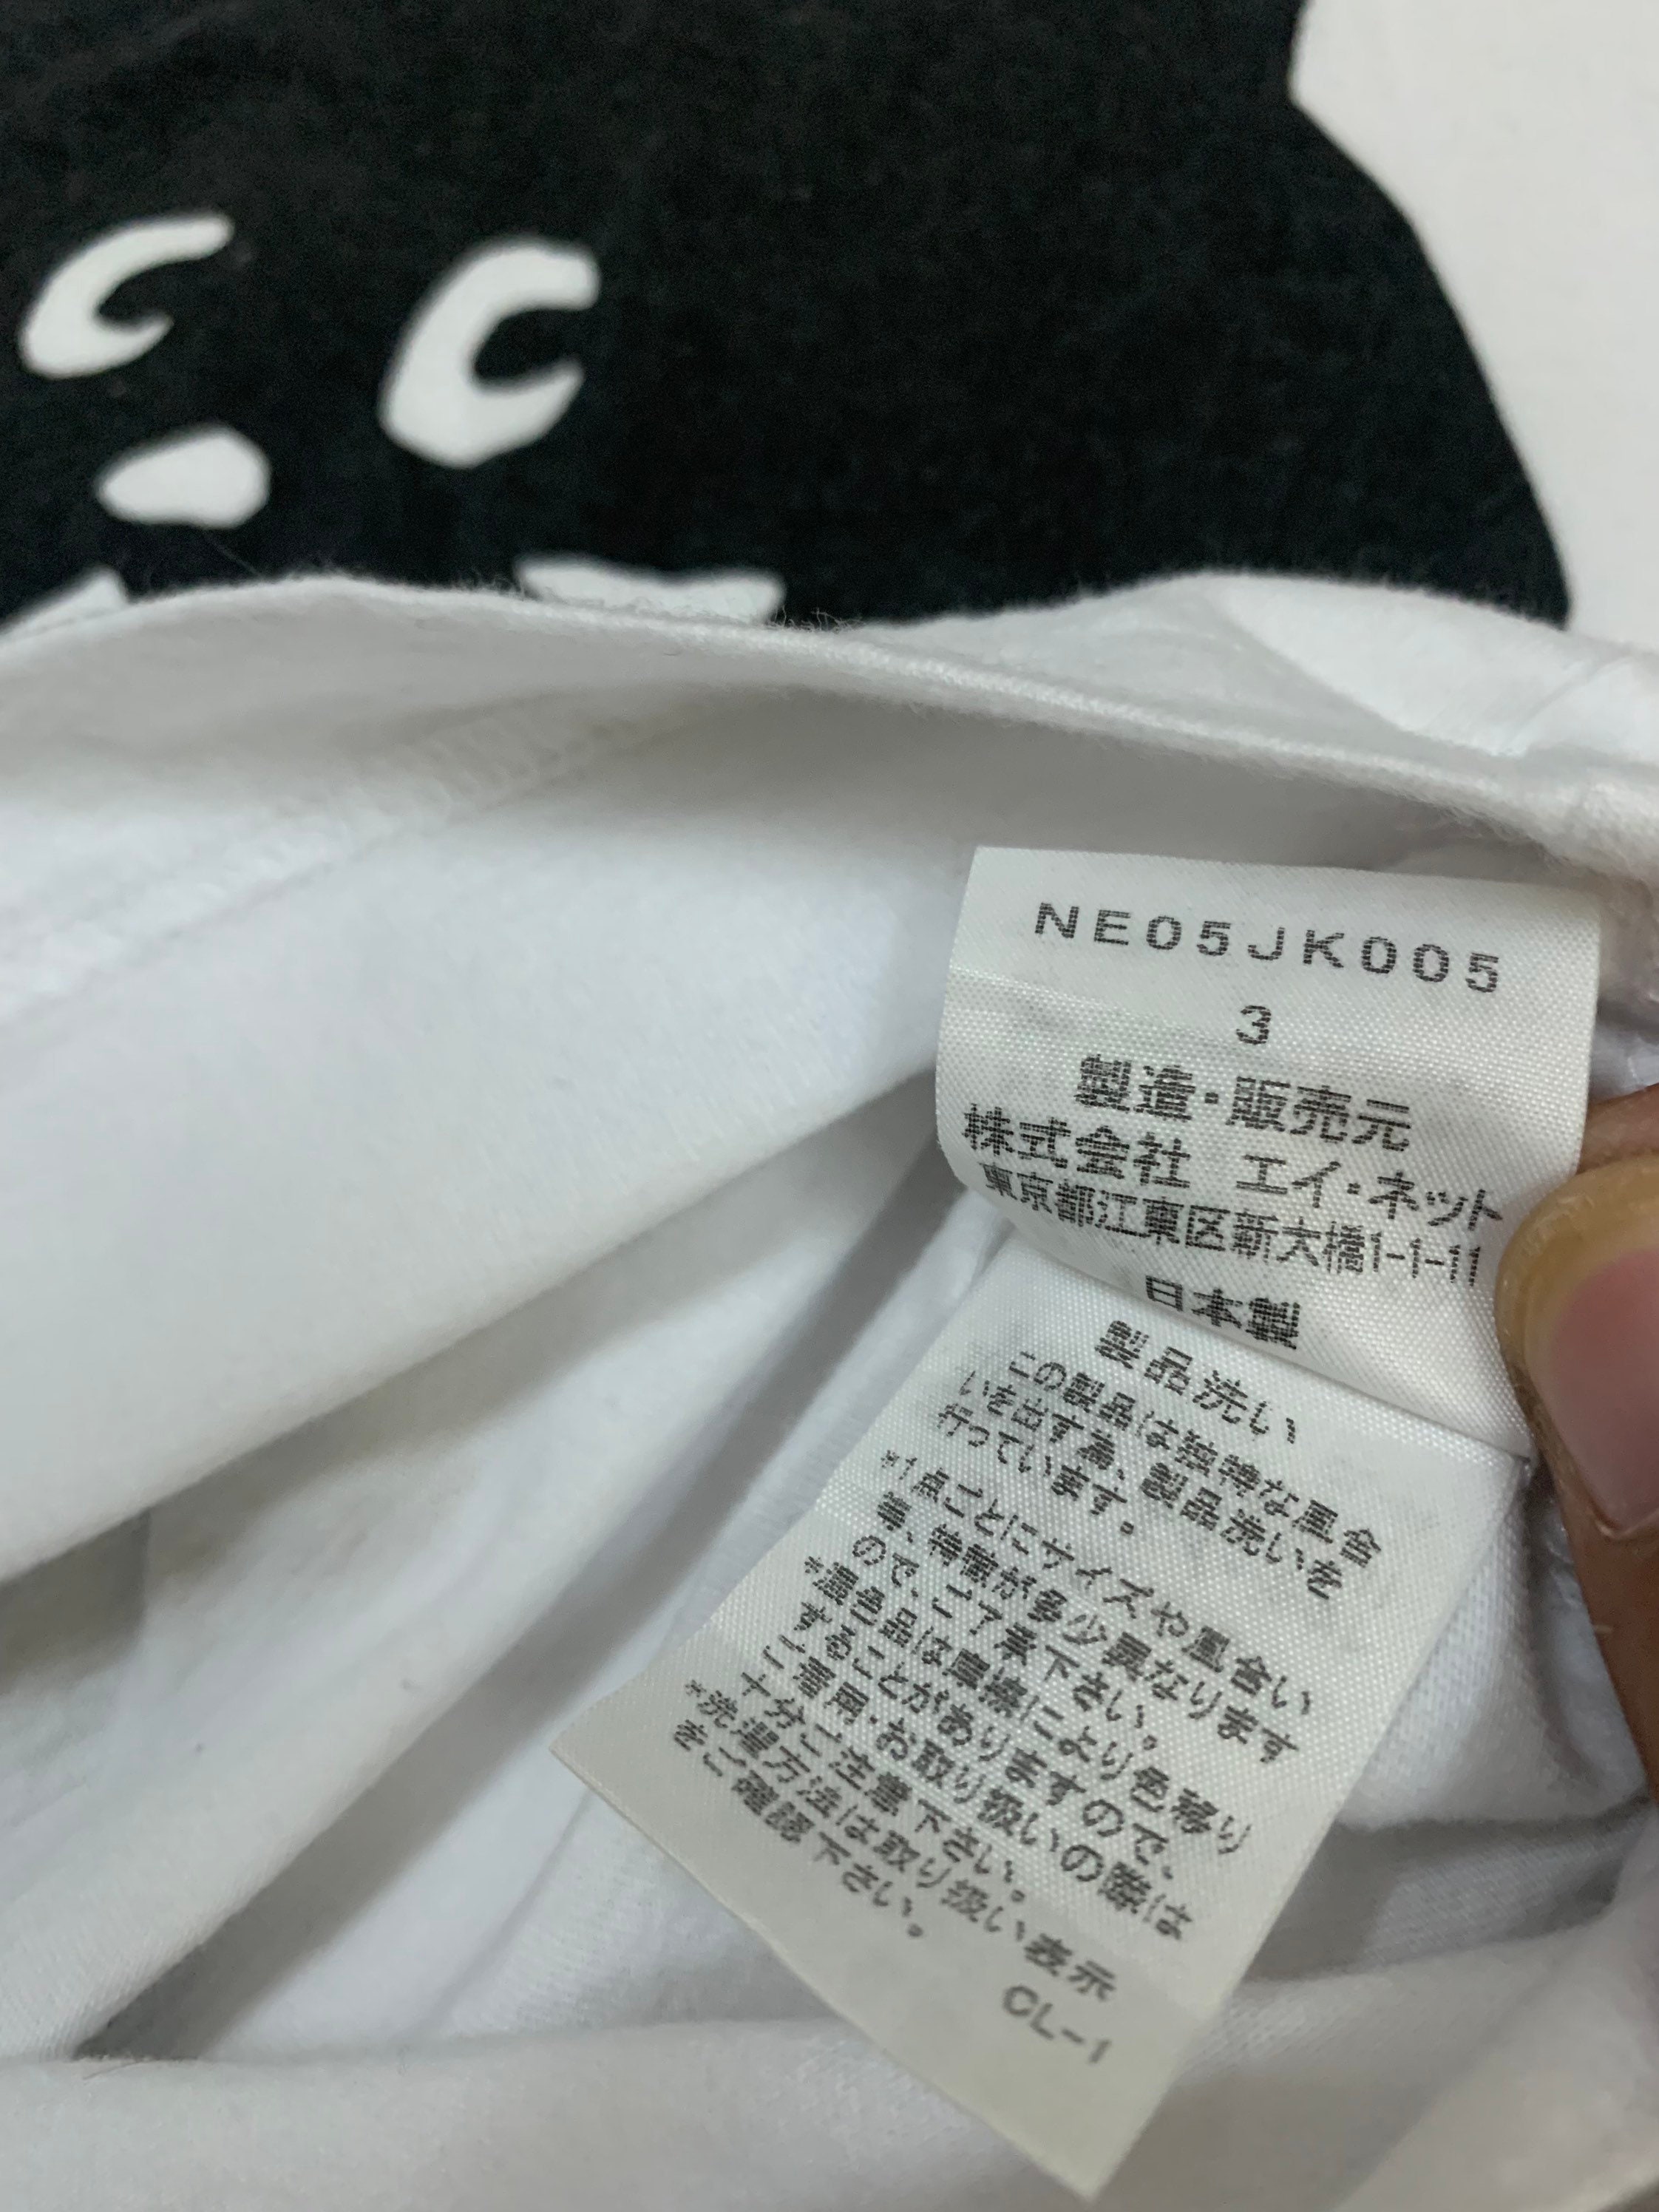 NE05JK005
3
製造・販売元
株式会社 エイ・ネット
東京都江東区新大橋1-1-11
日本製
製品洗い
この製品は独特な風合
いを出す為、製品洗いを
行っています。
*1点ごとにサイズや風合い
等、特徴が多少異なります
ので、ご了承下さい。
*濃色品は摩擦により色移り
することがありますので、
ご着用・お取り扱いの際は
十分ご注意下さい。
*洗濯方法は取り扱い表示
をご確認下さい。
CL-1